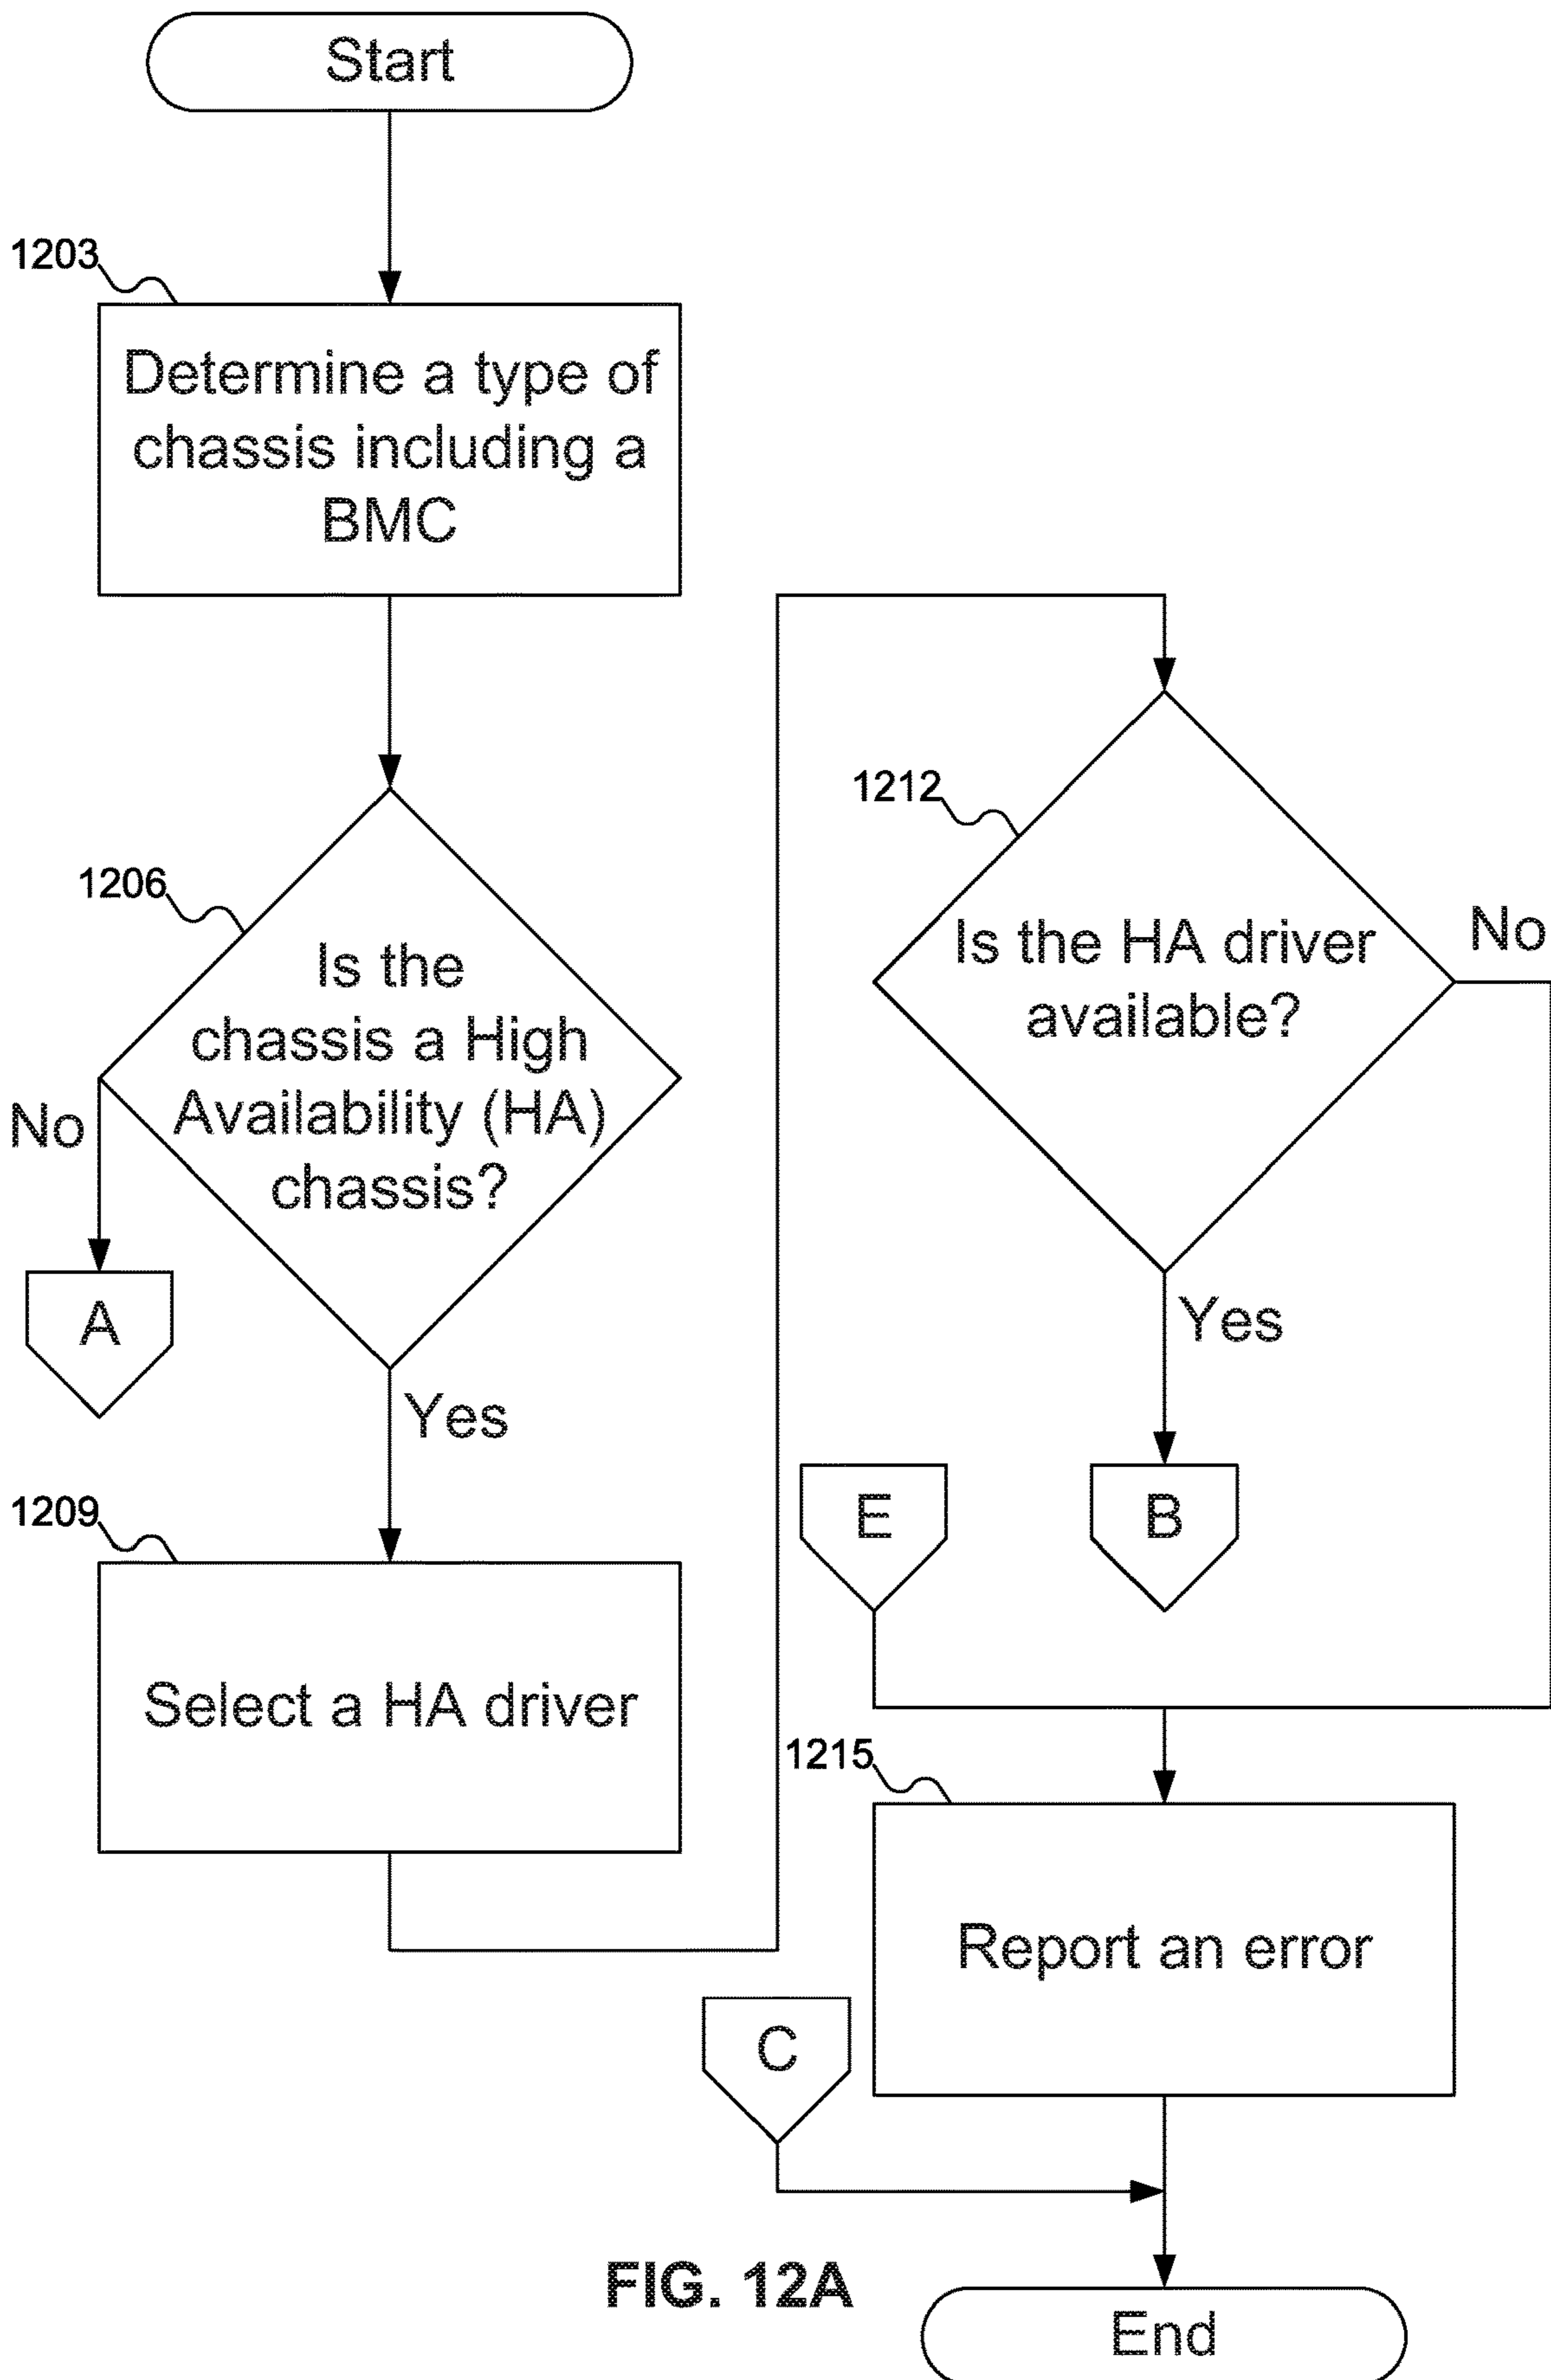 Start
1203
Determine a type of
chassis including a
BMC
1206
Is the
chassis a High
Availability (HA)
chassis?
No
A
Yes
1209
Select a HA driver
1212
Is the HA driver
available?
No
Yes
E
B
1215
Report an error
C
End
FIG. 12A